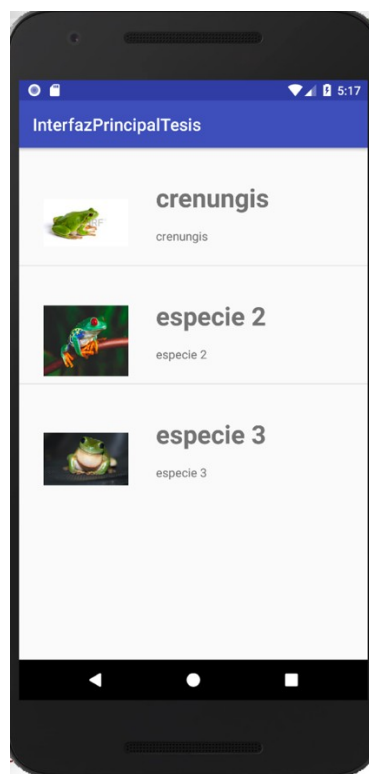 5:17
InterfazPrincipalTesis
crenungis
crenungis
especie 2
especie 2
especie 3
especie 3